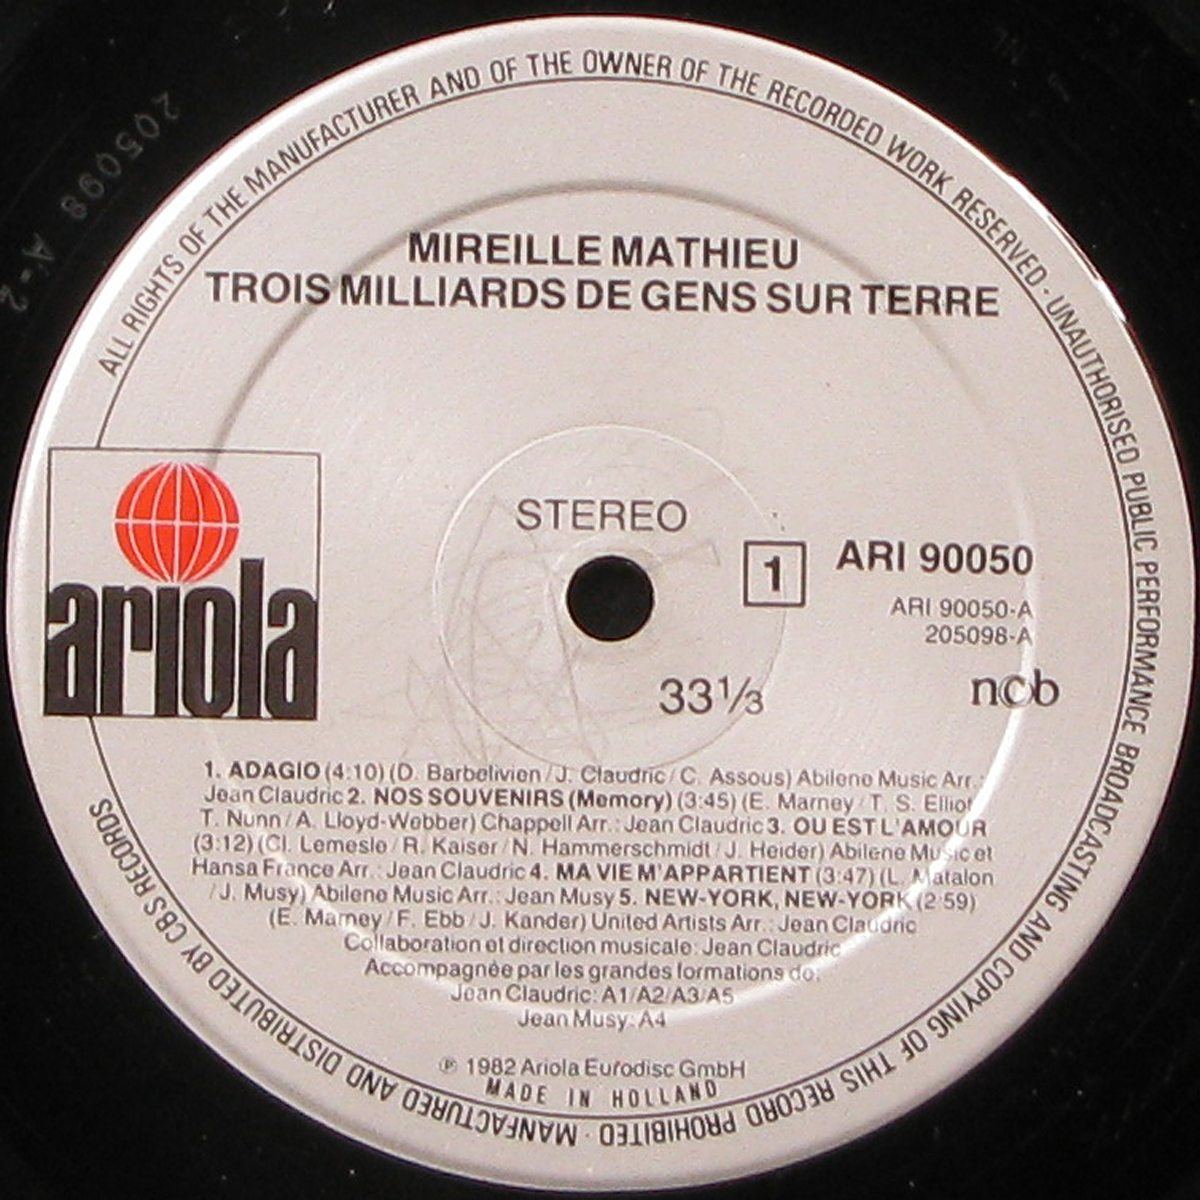 ALL RIGHTS OF THE MANUFACTURER AND OF THE OWNER OF THE RECORDED WORK RESERVED · UNAUTHORISED PUBLIC PERFORMANCE BROADCASTING AND COPYING OF THIS RECORD PROHIBITED · MANFACTURED AND DISTRIBUTED BY CBS RECORDS
205098 A-2
MIREILLE MATHIEU
TROIS MILLIARDS DE GENS SUR TERRE
ariola
STEREO
1
ARI 90050
ARI 90050-A
205098-A
33 1/3
ncb
1. ADAGIO (4:10) (D. Barbelivien / J. Claudric / C. Assous) Abilene Music Arr.:
Jean Claudric 2. NOS SOUVENIRS (Memory) (3:45) (E. Marney / T. S. Elliot
T. Nunn / A. Lloyd-Webber) Chappell Arr.: Jean Claudric 3. OU EST L'AMOUR
(3:12) (Cl. Lemesle / R. Kaiser / N. Hammerschmidt / J. Heider) Abilene Music et
Hansa France Arr.: Jean Claudric 4. MA VIE M'APPARTIENT (3:47) (L. Matalon
/ J. Musy) Abilene Music Arr.: Jean Musy 5. NEW-YORK, NEW-YORK (2:59)
(E. Marney / F. Ebb / J. Kander) United Artists Arr.: Jean Claudric
Collaboration et direction musicale: Jean Claudric
Accompagnée par les grandes formations de:
Jean Claudric: A1/A2/A3/A5
Jean Musy: A4
℗ 1982 Ariola Eurodisc GmbH
MADE IN HOLLAND